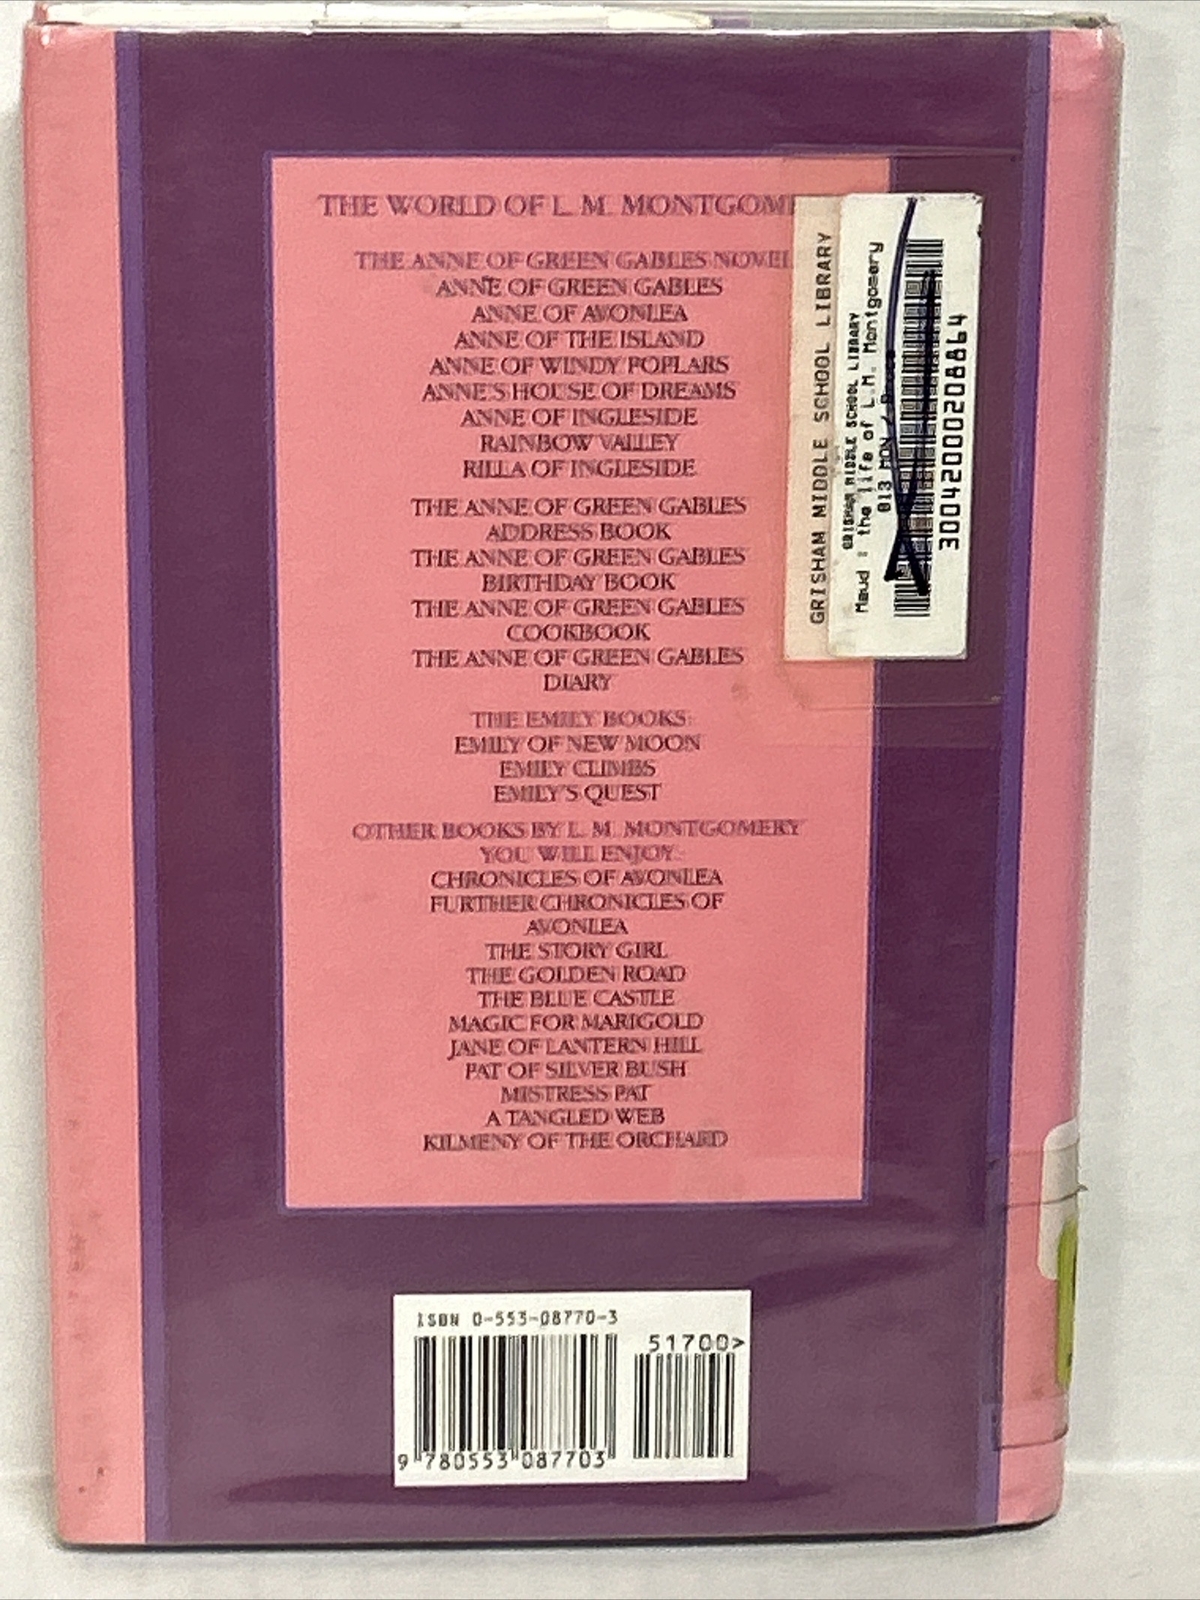 THE WORLD OF L. M. MONTGOME
THE ANNE OF GREEN GABLES NOVEL
ANNE OF GREEN GABLES
ANNE OF AVONLEA
ANNE OF THE ISLAND
ANNE OF WINDY POPLARS
ANNE'S HOUSE OF DREAMS
ANNE OF INGLESIDE
RAINBOW VALLEY
RILLA OF INGLESIDE
THE ANNE OF GREEN GABLES
ADDRESS BOOK
THE ANNE OF GREEN GABLES
BIRTHDAY BOOK
THE ANNE OF GREEN GABLES
COOKBOOK
THE ANNE OF GREEN GABLES
DIARY
THE EMILY BOOKS:
EMILY OF NEW MOON
EMILY CLIMBS
EMILY'S QUEST
OTHER BOOKS BY L. M. MONTGOMERY
YOU WILL ENJOY:
CHRONICLES OF AVONLEA
FURTHER CHRONICLES OF
AVONLEA
THE STORY GIRL
THE GOLDEN ROAD
THE BLUE CASTLE
MAGIC FOR MARIGOLD
JANE OF LANTERN HILL
PAT OF SILVER BUSH
MISTRESS PAT
A TANGLED WEB
KILMENY OF THE ORCHARD
GRISHAM MIDDLE SCHOOL LIBRARY
GRISHAM MIDDLE SCHOOL LIBRARY
Maud : the life of L.M. Montgomery
813 MON /
30042000208864
ISBN 0-553-08770-3
51700>
9 780553 087703